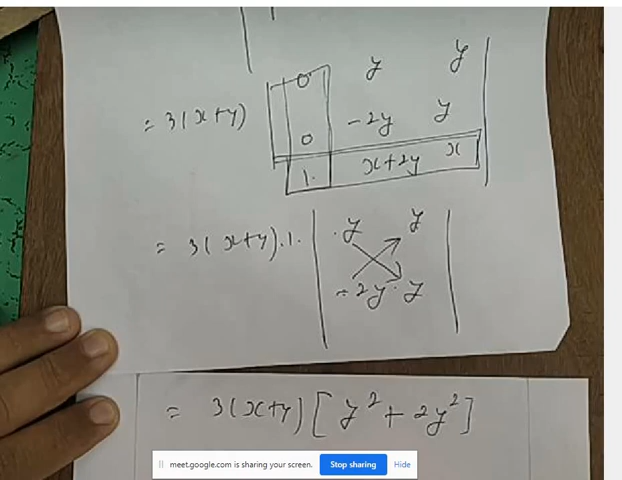 0 y y
= 3(x+y) 0 -2y y
1. x+2y x
= 3(x+y).1. | y y |
-2y y
= 3(x+y) [y² + 2y²]
meet.google.com is sharing your screen. Stop sharing Hide